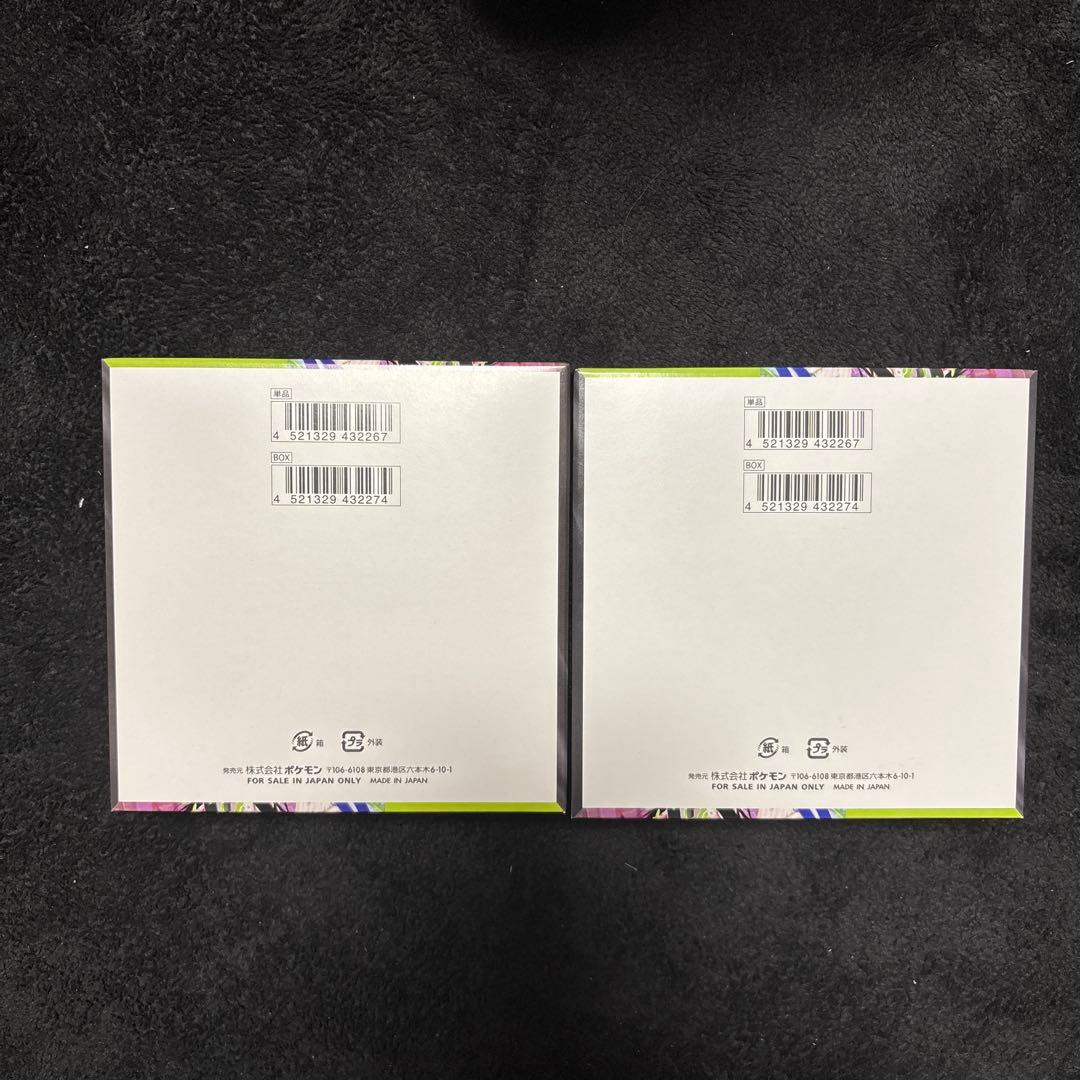 単品
4 521329 432267
BOX
4 521329 432274
紙 箱 プラ 外装
発売元 株式会社ポケモン 〒106-6108 東京都港区六本木6-10-1
FOR SALE IN JAPAN ONLY MADE IN JAPAN
単品
4 521329 432267
BOX
4 521329 432274
紙 箱 プラ 外装
発売元 株式会社ポケモン 〒106-6108 東京都港区六本木6-10-1
FOR SALE IN JAPAN ONLY MADE IN JAPAN